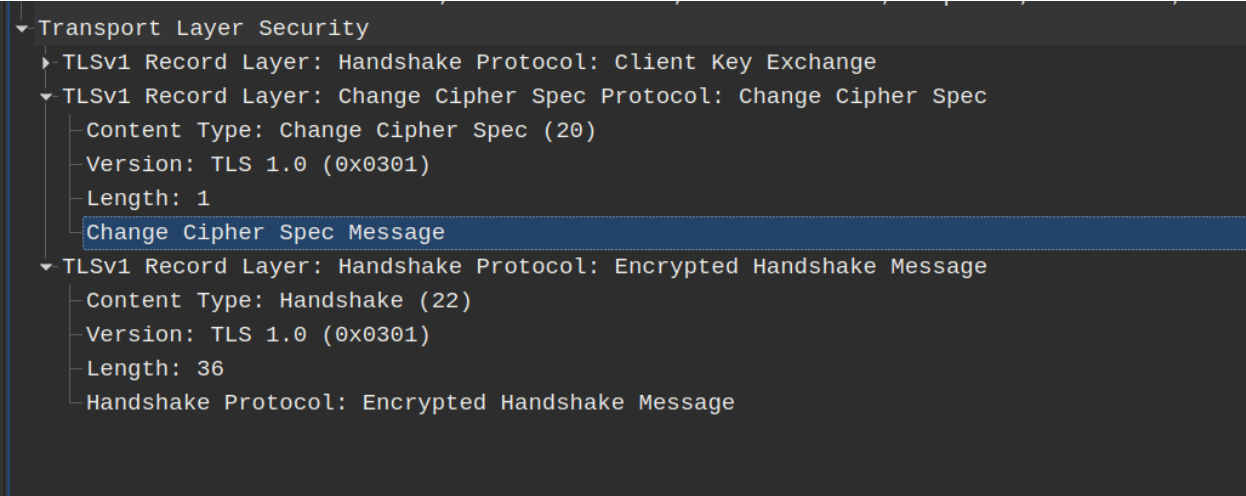 Transport Layer Security
TLSv1 Record Layer: Handshake Protocol: Client Key Exchange
TLSv1 Record Layer: Change Cipher Spec Protocol: Change Cipher Spec
Content Type: Change Cipher Spec (20)
Version: TLS 1.0 (0x0301)
Length: 1
Change Cipher Spec Message
TLSv1 Record Layer: Handshake Protocol: Encrypted Handshake Message
Content Type: Handshake (22)
Version: TLS 1.0 (0x0301)
Length: 36
Handshake Protocol: Encrypted Handshake Message